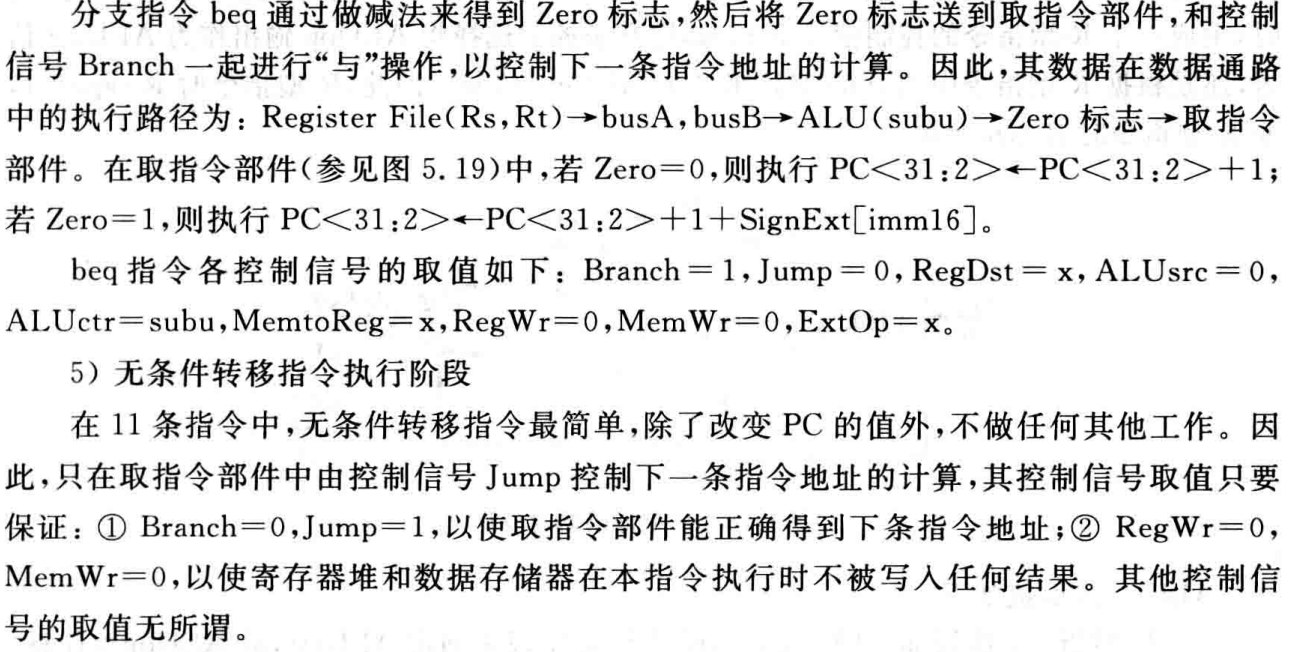 分支指令 beq 通过做减法来得到 Zero 标志,然后将 Zero 标志送到取指令部件,和控制
信号 Branch 一起进行“与”操作,以控制下一条指令地址的计算。因此,其数据在数据通路
中的执行路径为：Register File(Rs,Rt)→busA,busB→ALU(subu)→Zero 标志→取指令
部件。在取指令部件(参见图 5.19)中,若 Zero=0,则执行 PC<31:2>←PC<31:2>+1;
若 Zero=1,则执行 PC<31:2>←PC<31:2>+1+SignExt[imm16]。
beq 指令各控制信号的取值如下：Branch=1,Jump=0,RegDst=x,ALUsrc=0,
ALUctr=subu,MemtoReg=x,RegWr=0,MemWr=0,ExtOp=x。
5) 无条件转移指令执行阶段
在 11 条指令中,无条件转移指令最简单,除了改变 PC 的值外,不做任何其他工作。因
此,只在取指令部件中由控制信号 Jump 控制下一条指令地址的计算,其控制信号取值只要
保证：① Branch=0,Jump=1,以使取指令部件能正确得到下条指令地址;② RegWr=0,
MemWr=0,以使寄存器堆和数据存储器在本指令执行时不被写入任何结果。其他控制信
号的取值无所谓。